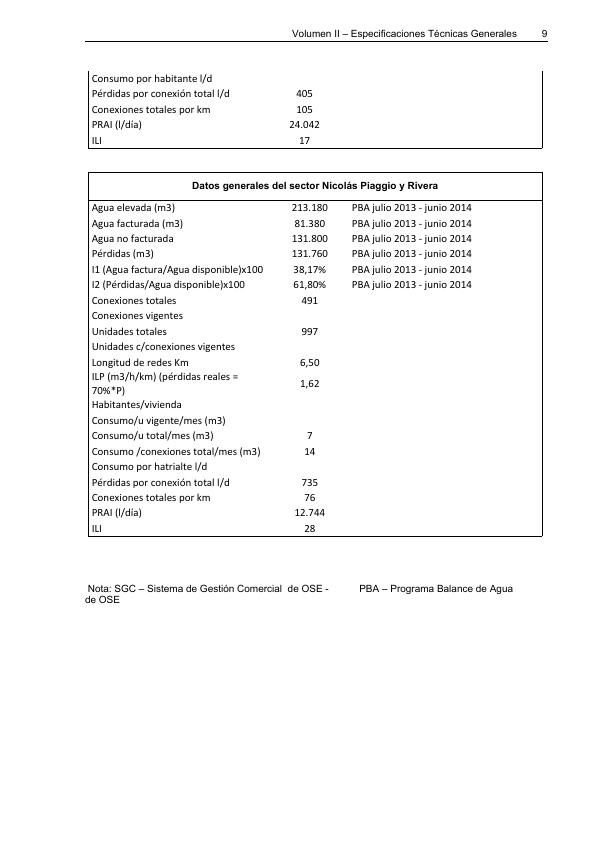 Volumen II – Especificaciones Técnicas Generales 9
Consumo por habitante l/d
Pérdidas por conexión total l/d 405
Conexiones totales por km 105
PRAI (l/día) 24.042
ILI 17
Datos generales del sector Nicolás Piaggio y Rivera
Agua elevada (m3) 213.180 PBA julio 2013 - junio 2014
Agua facturada (m3) 81.380 PBA julio 2013 - junio 2014
Agua no facturada 131.800 PBA julio 2013 - junio 2014
Pérdidas (m3) 131.760 PBA julio 2013 - junio 2014
I1 (Agua factura/Agua disponible)x100 38,17% PBA julio 2013 - junio 2014
I2 (Pérdidas/Agua disponible)x100 61,80% PBA julio 2013 - junio 2014
Conexiones totales 491
Conexiones vigentes
Unidades totales 997
Unidades c/conexiones vigentes
Longitud de redes Km 6,50
ILP (m3/h/km) (pérdidas reales =
70%*P) 1,62
Habitantes/vivienda
Consumo/u vigente/mes (m3)
Consumo/u total/mes (m3) 7
Consumo /conexiones total/mes (m3) 14
Consumo por hatrialte l/d
Pérdidas por conexión total l/d 735
Conexiones totales por km 76
PRAI (l/día) 12.744
ILI 28
Nota: SGC – Sistema de Gestión Comercial de OSE - PBA – Programa Balance de Agua
de OSE